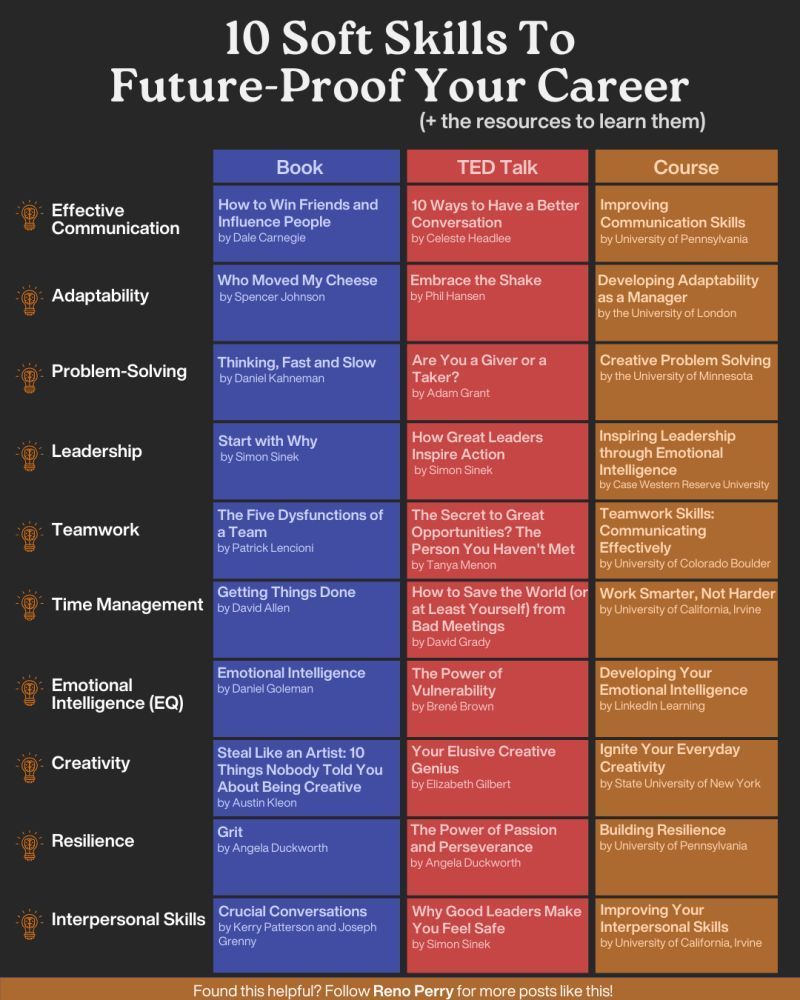 10 Soft Skills To
Future-Proof Your Career
(+ the resources to learn them)
Book
TED Talk
Course
Effective
Communication
How to Win Friends and
Influence People
by Dale Carnegie
10 Ways to Have a Better
Conversation
by Celeste Headlee
Improving
Communication Skills
by University of Pennsylvania
Adaptability
Who Moved My Cheese
by Spencer Johnson
Embrace the Shake
by Phil Hansen
Developing Adaptability
as a Manager
by the University of London
Problem-Solving
Thinking, Fast and Slow
by Daniel Kahneman
Are You a Giver or a
Taker?
by Adam Grant
Creative Problem Solving
by the University of Minnesota
Leadership
Start with Why
by Simon Sinek
How Great Leaders
Inspire Action
by Simon Sinek
Inspiring Leadership
through Emotional
Intelligence
by Case Western Reserve University
Teamwork
The Five Dysfunctions of
a Team
by Patrick Lencioni
The Secret to Great
Opportunities? The
Person You Haven't Met
by Tanya Menon
Teamwork Skills:
Communicating
Effectively
by University of Colorado Boulder
Time Management
Getting Things Done
by David Allen
How to Save the World (or
at Least Yourself) from
Bad Meetings
by David Grady
Work Smarter, Not Harder
by University of California, Irvine
Emotional
Intelligence (EQ)
Emotional Intelligence
by Daniel Goleman
The Power of
Vulnerability
by Brené Brown
Developing Your
Emotional Intelligence
by LinkedIn Learning
Creativity
Steal Like an Artist: 10
Things Nobody Told You
About Being Creative
by Austin Kleon
Your Elusive Creative
Genius
by Elizabeth Gilbert
Ignite Your Everyday
Creativity
by State University of New York
Resilience
Grit
by Angela Duckworth
The Power of Passion
and Perseverance
by Angela Duckworth
Building Resilience
by University of Pennsylvania
Interpersonal Skills
Crucial Conversations
by Kerry Patterson and Joseph
Grenny
Why Good Leaders Make
You Feel Safe
by Simon Sinek
Improving Your
Interpersonal Skills
by University of California, Irvine
Found this helpful? Follow Reno Perry for more posts like this!